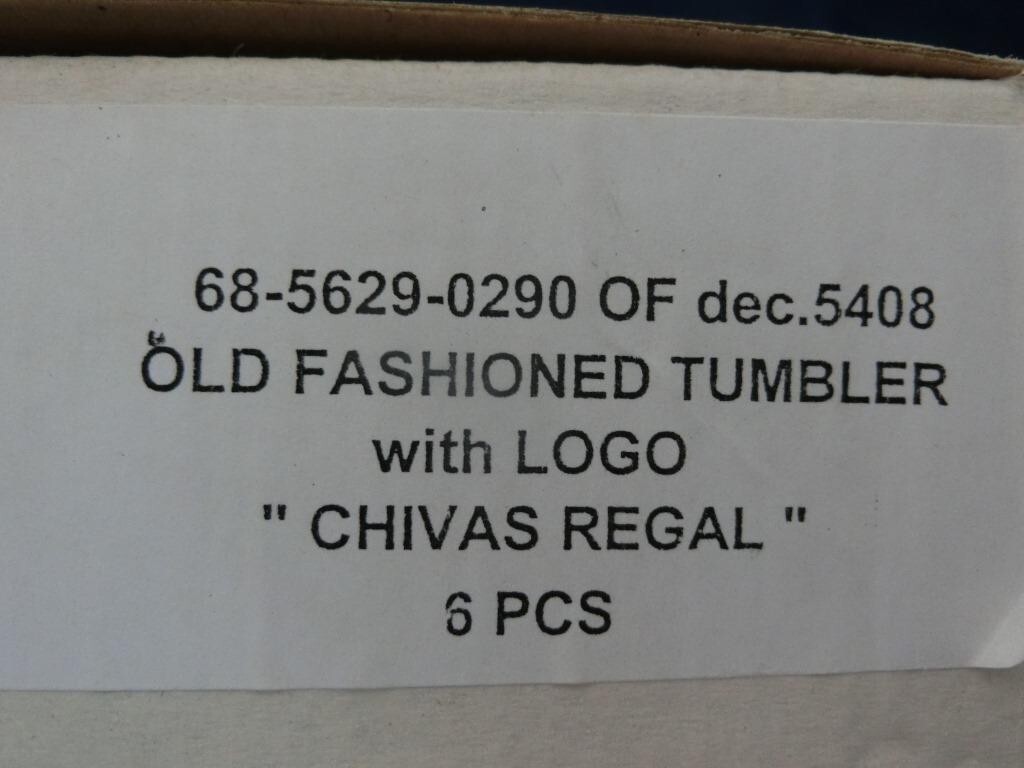 68-5629-0290 OF dec.5408
OLD FASHIONED TUMBLER
with LOGO
" CHIVAS REGAL "
6 PCS